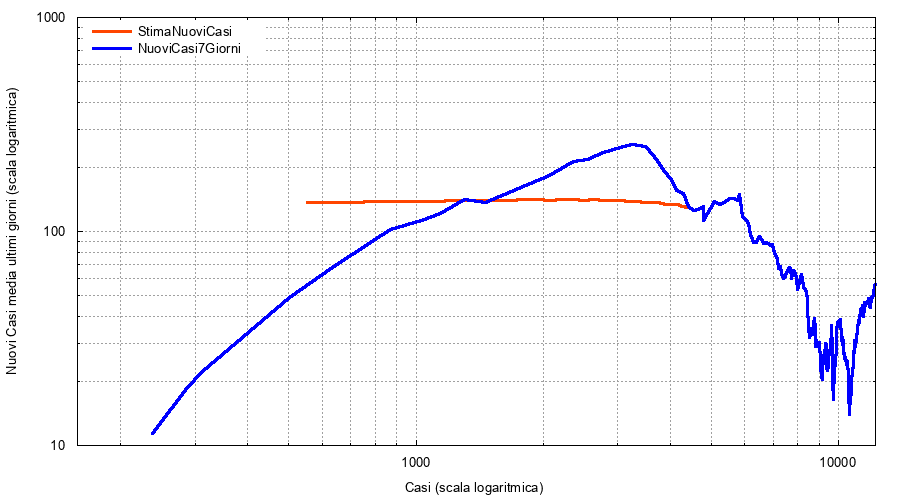 1000
StimaNuoviCasi
NuoviCasi7Giorni
Nuovi Casi media ultimi giorni (scala logaritmica)
100
10
1000
10000
Casi (scala logaritmica)